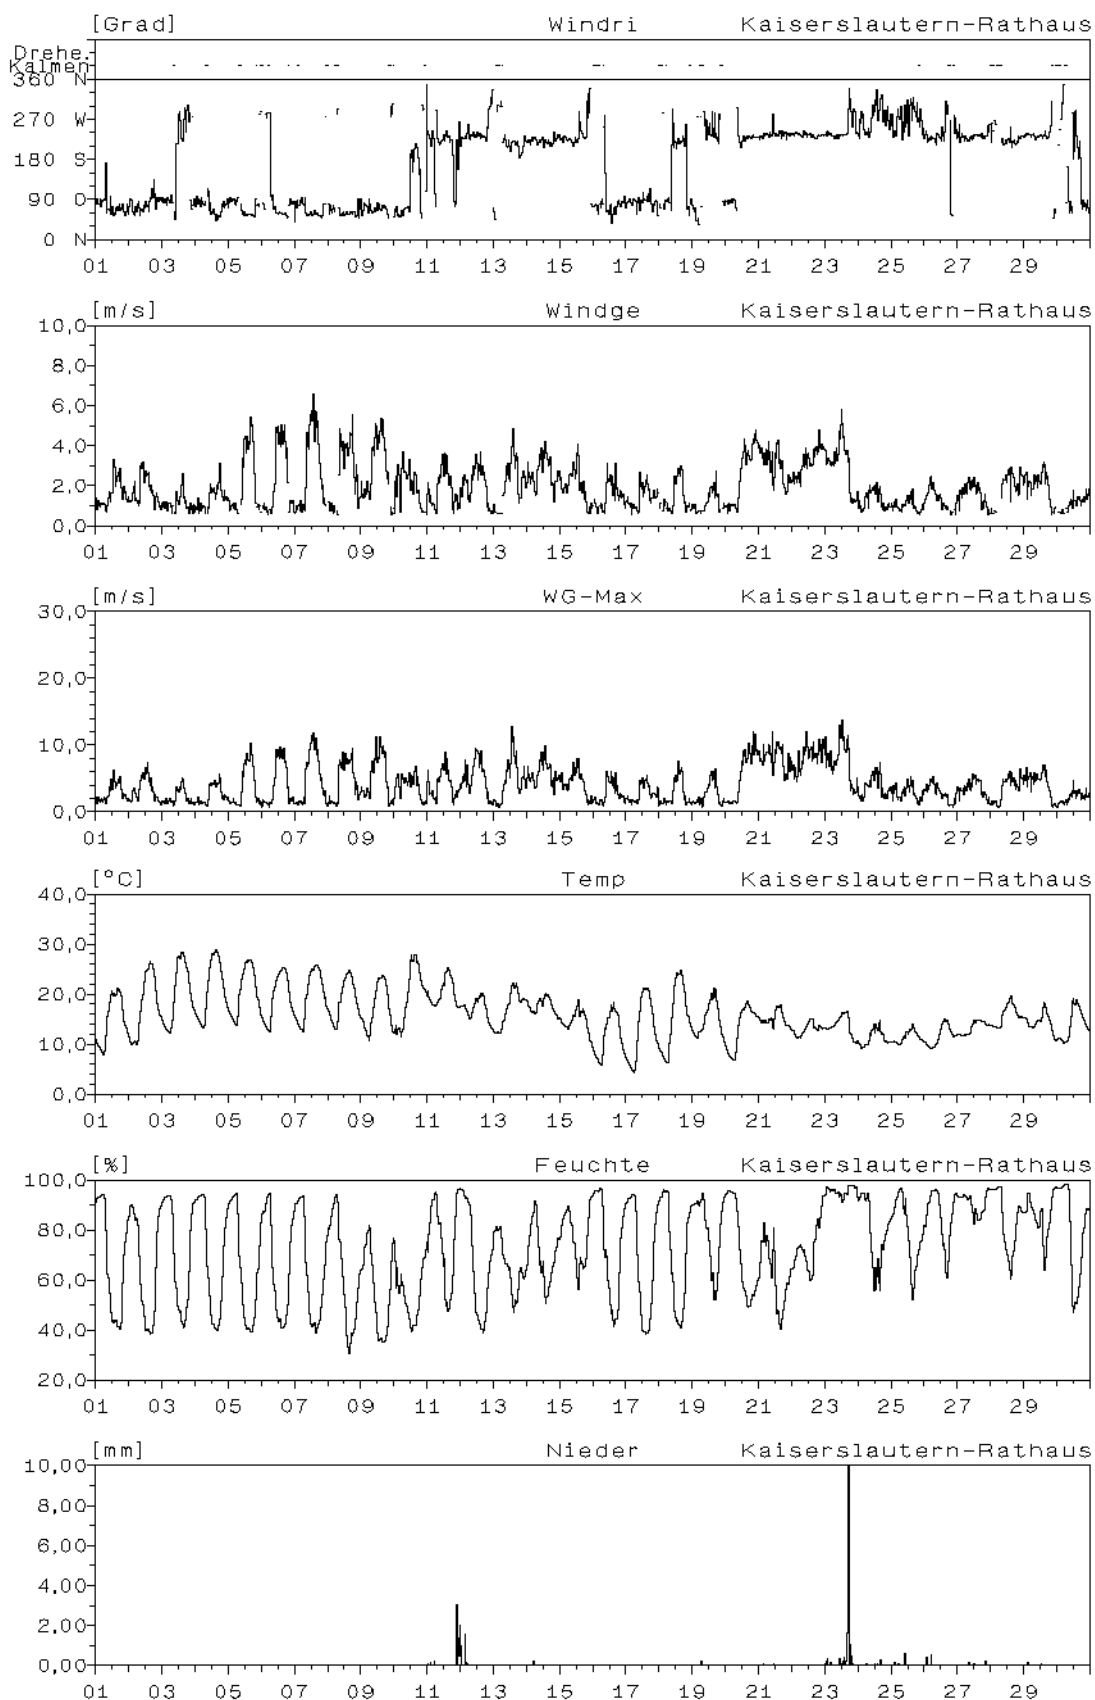 [Grad] Windri Kaiserslautern-Rathaus
Drehe.
Kalmen
360 N
270 W
180 S
90 O
0 N
01 03 05 07 09 11 13 15 17 19 21 23 25 27 29
[m/s] Windge Kaiserslautern-Rathaus
10,0
8,0
6,0
4,0
2,0
0,0
01 03 05 07 09 11 13 15 17 19 21 23 25 27 29
[m/s] WG-Max Kaiserslautern-Rathaus
30,0
20,0
10,0
0,0
01 03 05 07 09 11 13 15 17 19 21 23 25 27 29
[°C] Temp Kaiserslautern-Rathaus
40,0
30,0
20,0
10,0
0,0
01 03 05 07 09 11 13 15 17 19 21 23 25 27 29
[%] Feuchte Kaiserslautern-Rathaus
100,0
80,0
60,0
40,0
20,0
01 03 05 07 09 11 13 15 17 19 21 23 25 27 29
[mm] Nieder Kaiserslautern-Rathaus
10,00
8,00
6,00
4,00
2,00
0,00
01 03 05 07 09 11 13 15 17 19 21 23 25 27 29